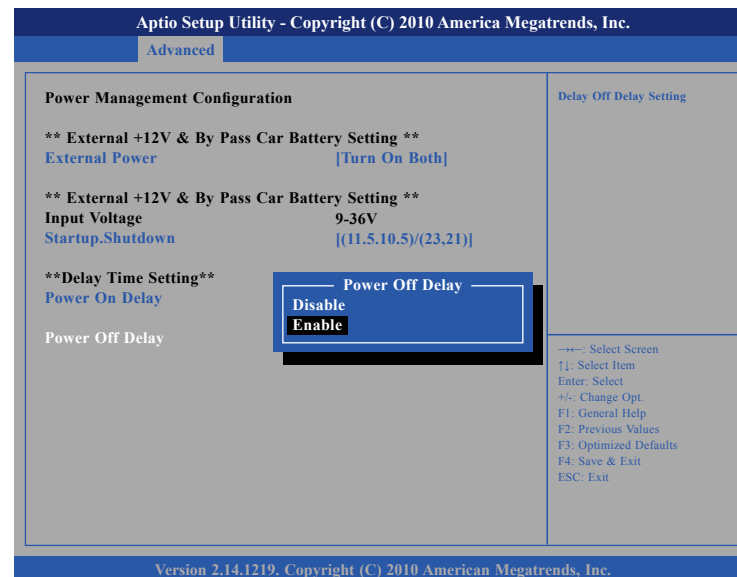 Aptio Setup Utility - Copyright (C) 2010 America Megatrends, Inc.
Advanced
Power Management Configuration
** External +12V & By Pass Car Battery Setting **
External Power [Turn On Both]
** External +12V & By Pass Car Battery Setting **
Input Voltage 9-36V
Startup.Shutdown [(11.5.10.5)/(23,21)]
**Delay Time Setting**
Power On Delay
Power Off Delay
Power Off Delay
Disable
Enable
Delay Off Delay Setting
→←: Select Screen
↑↓: Select Item
Enter: Select
+/-: Change Opt.
F1: General Help
F2: Previous Values
F3: Optimized Defaults
F4: Save & Exit
ESC: Exit
Version 2.14.1219. Copyright (C) 2010 American Megatrends, Inc.